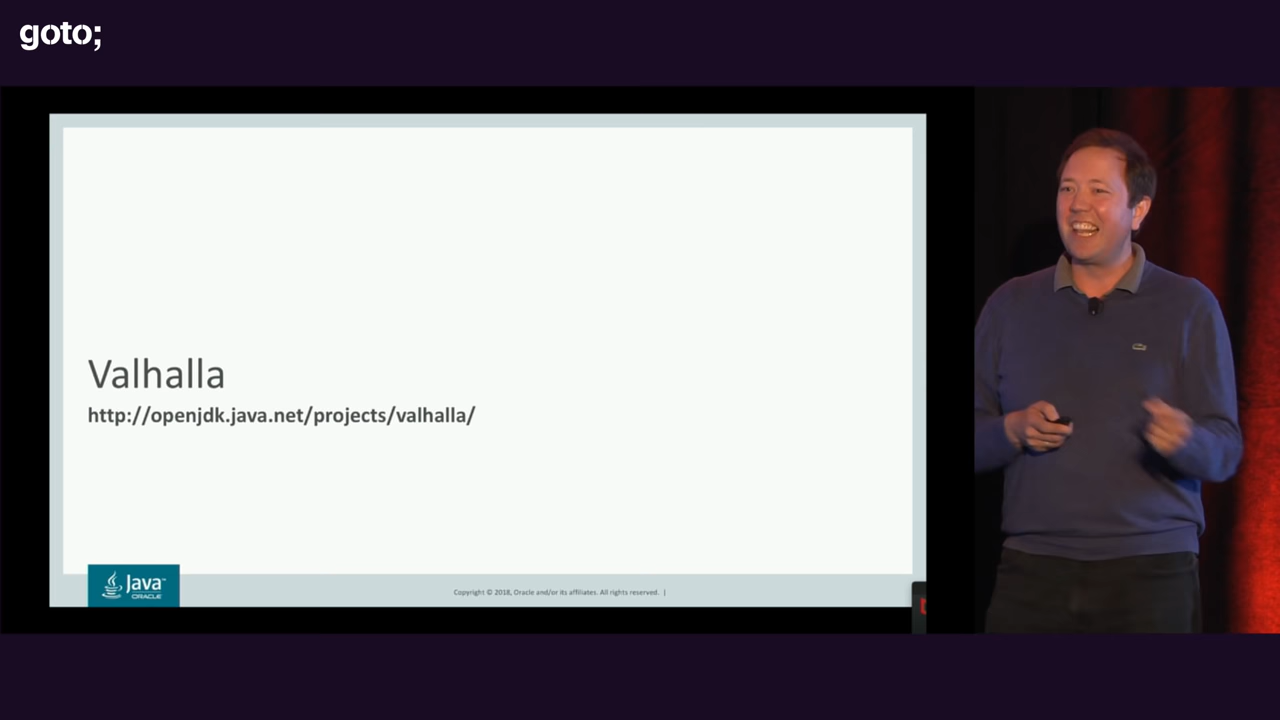 goto;
Valhalla
http://openjdk.java.net/projects/valhalla/
Java™
ORACLE
Copyright © 2018, Oracle and/or its affiliates. All rights reserved. |